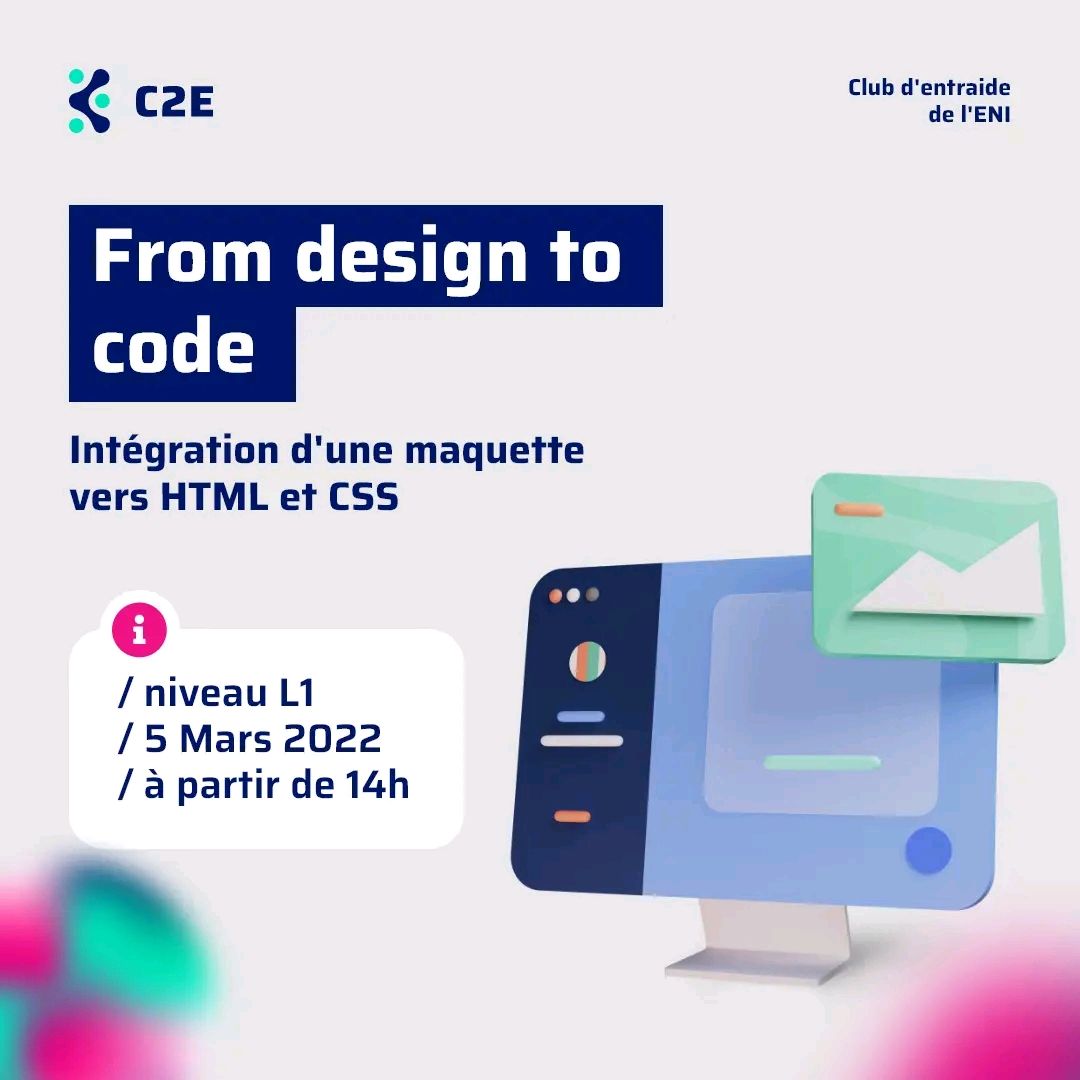 C2E
Club d'entraide
de l'ENI
From design to
code
Intégration d'une maquette
vers HTML et CSS
i
/ niveau L1
/ 5 Mars 2022
/ à partir de 14h